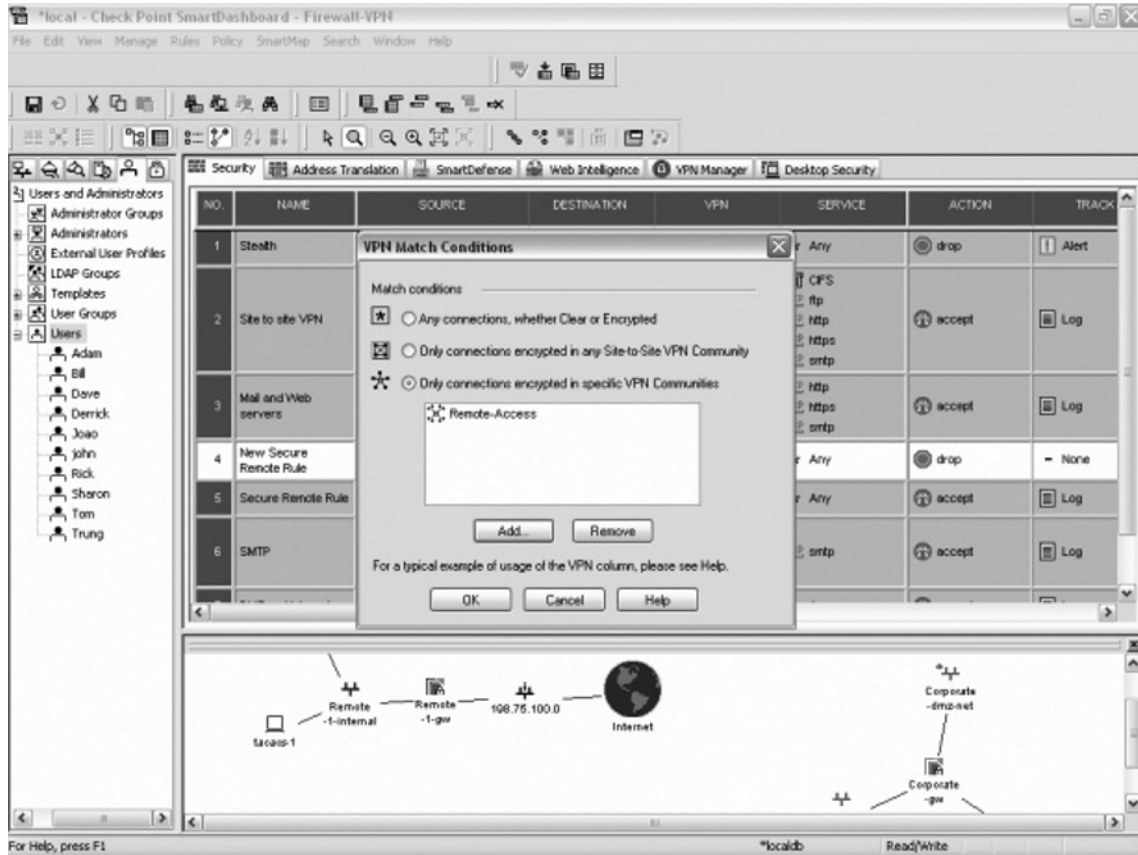 *local - Check Point SmartDashboard - Firewall-VPN
File Edit View Manage Rules Policy SmartMap Search Window Help
Security Address Translation SmartDefense Web Intelligence VPN Manager Desktop Security
Users and Administrators
Administrator Groups
Administrators
External User Profiles
LDAP Groups
Templates
User Groups
Users
Adam
Bill
Dave
Derrick
Joao
john
Rick
Sharon
Tom
Trung
NO. NAME SOURCE DESTINATION VPN SERVICE ACTION TRACK
1 Stealth Any drop Alert
2 Site to site VPN CIFS accept Log
ftp
http
https
smtp
3 Mail and Web servers http accept Log
https
smtp
4 New Secure Remote Rule Any drop None
5 Secure Remote Rule Any accept Log
6 SMTP smtp accept Log
VPN Match Conditions
Match conditions
Any connections, whether Clear or Encrypted
Only connections encrypted in any Site-to-Site VPN Community
Only connections encrypted in specific VPN Communities
Remote-Access
Add... Remove
For a typical example of usage of the VPN column, please see Help.
OK Cancel Help
tacacs-1
Remote
-1-internal
Remote
-1-gw
198.75.100.0
Internet
Corporate
-dmz-net
Corporate
-gw
For Help, press F1 *localdb Read/Write